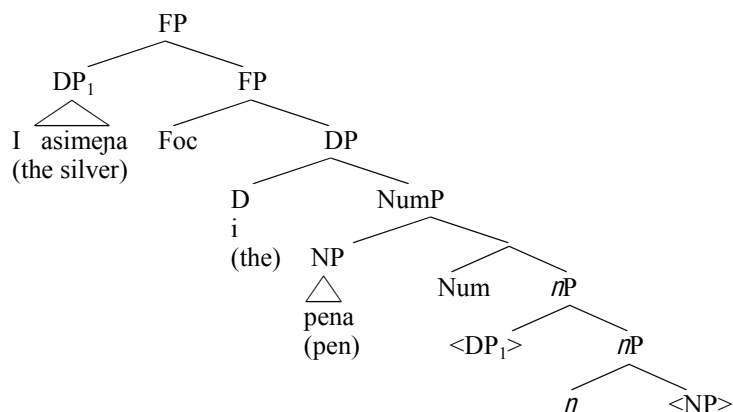 FP
DP₁ FP
I asimeɲa Foc DP
(the silver)
D NumP
i
(the) NP Num nP
pena <DP₁> nP
(pen)
n <NP>